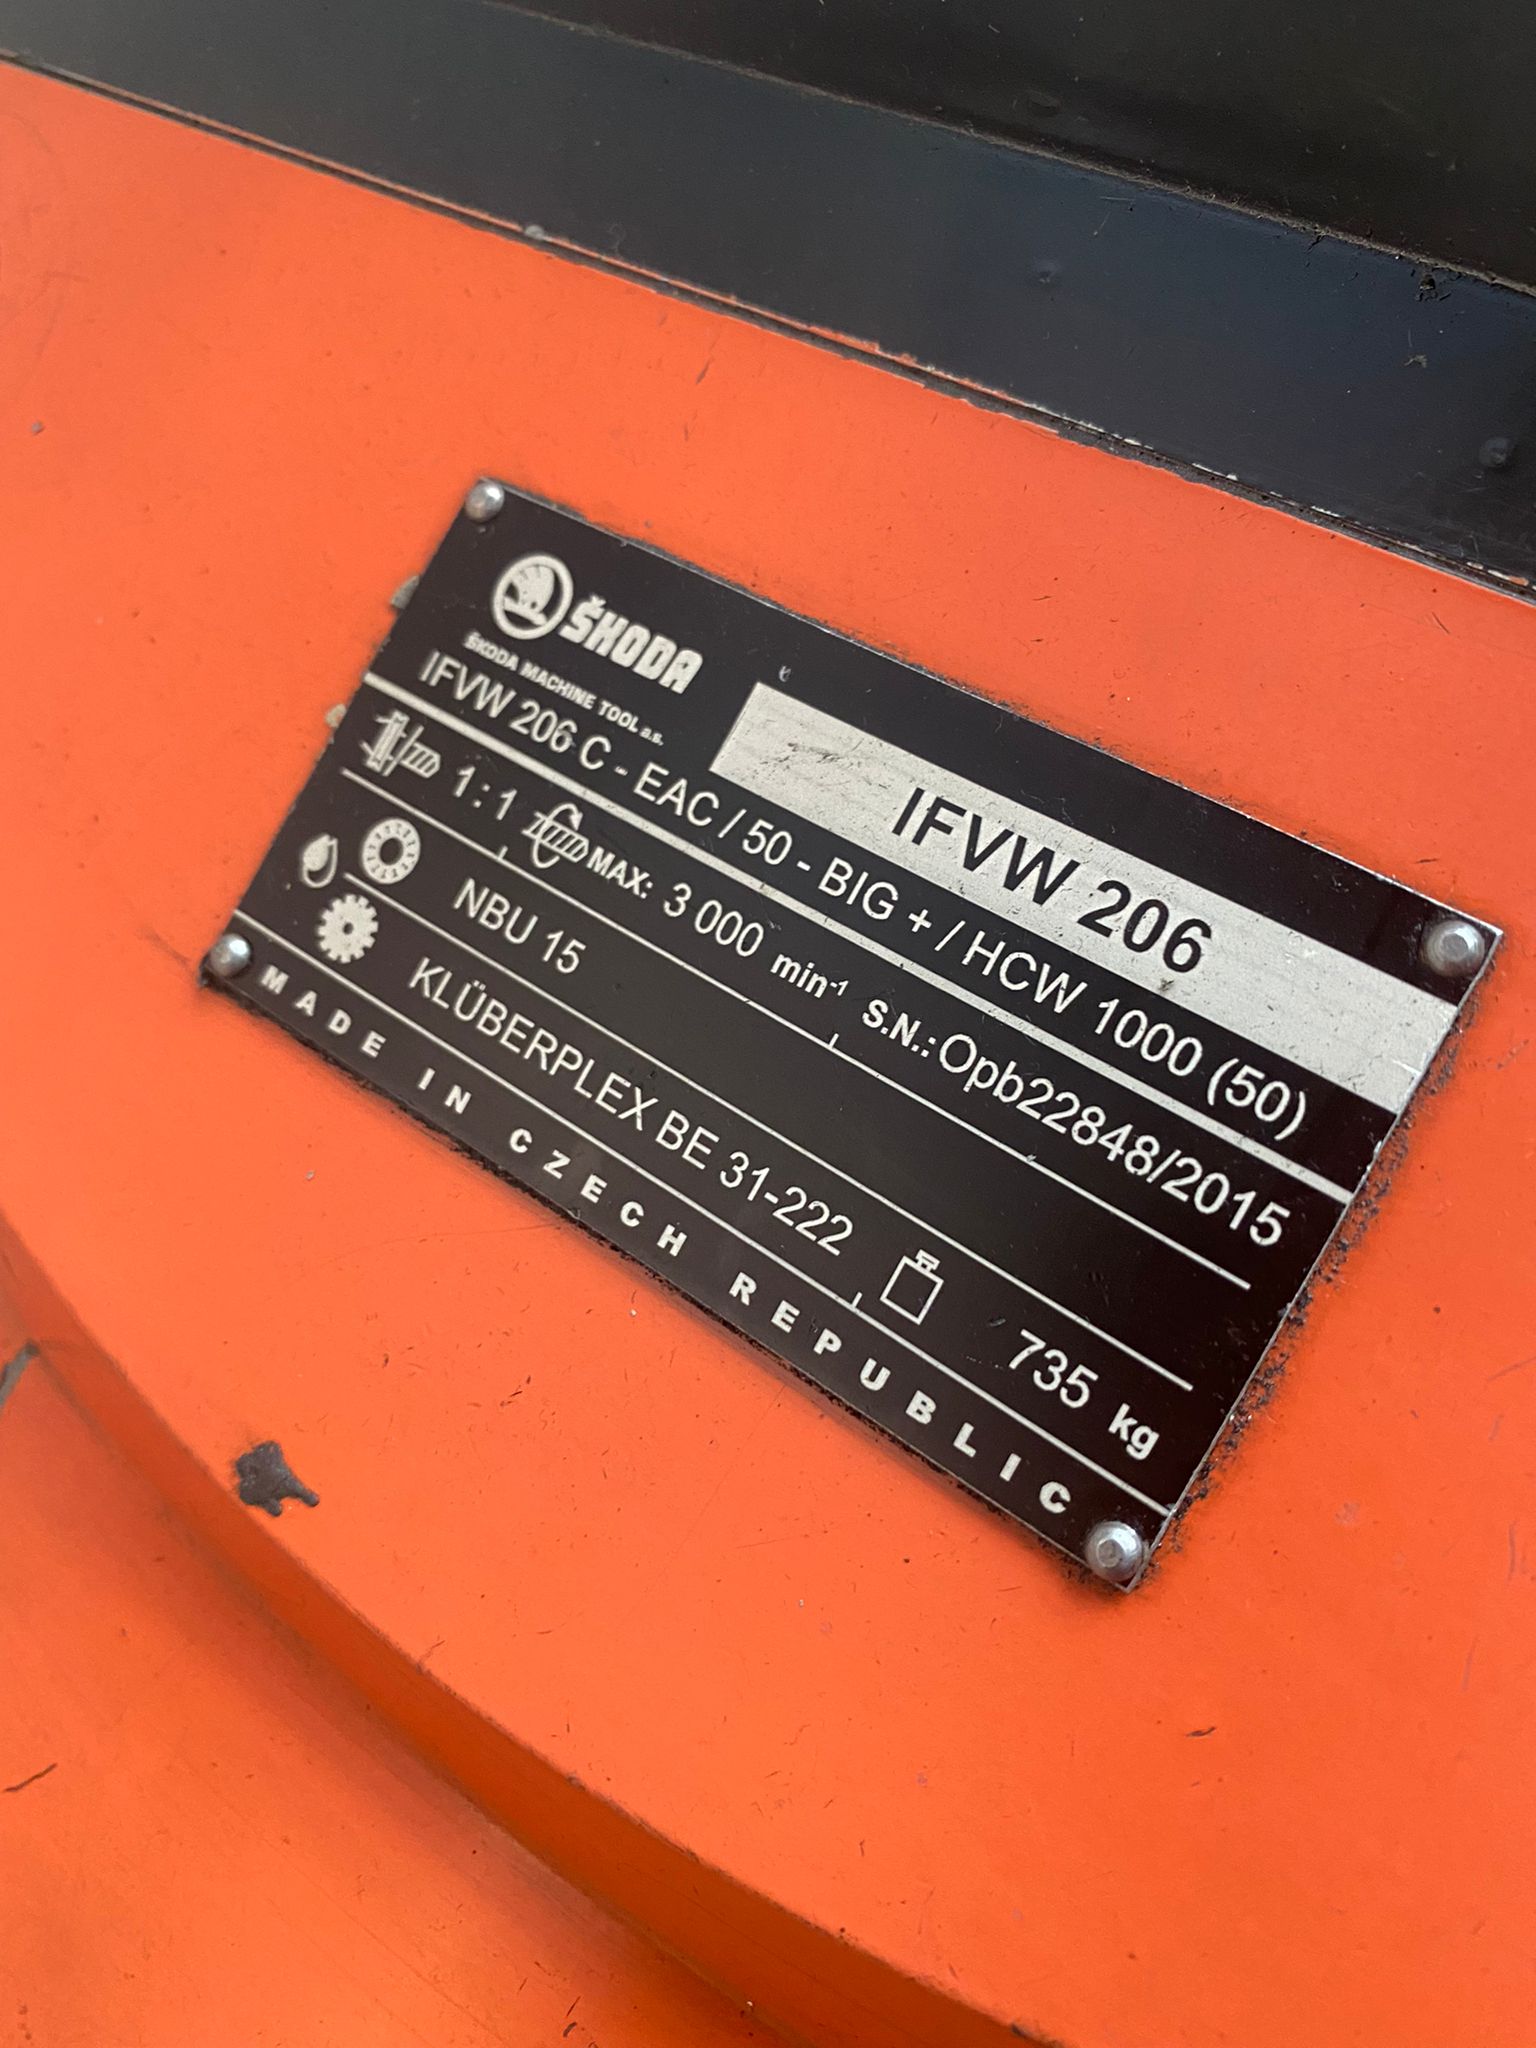 ŠKODA
ŠKODA MACHINE TOOL a.s.
IFVW 206
IFVW 206 C - EAC / 50 - BIG + / HCW 1000 (50)
1 : 1 MAX: 3 000 min-1 S.N.: Opb22848/2015
NBU 15
KLÜBERPLEX BE 31-222 735 kg
MADE IN CZECH REPUBLIC